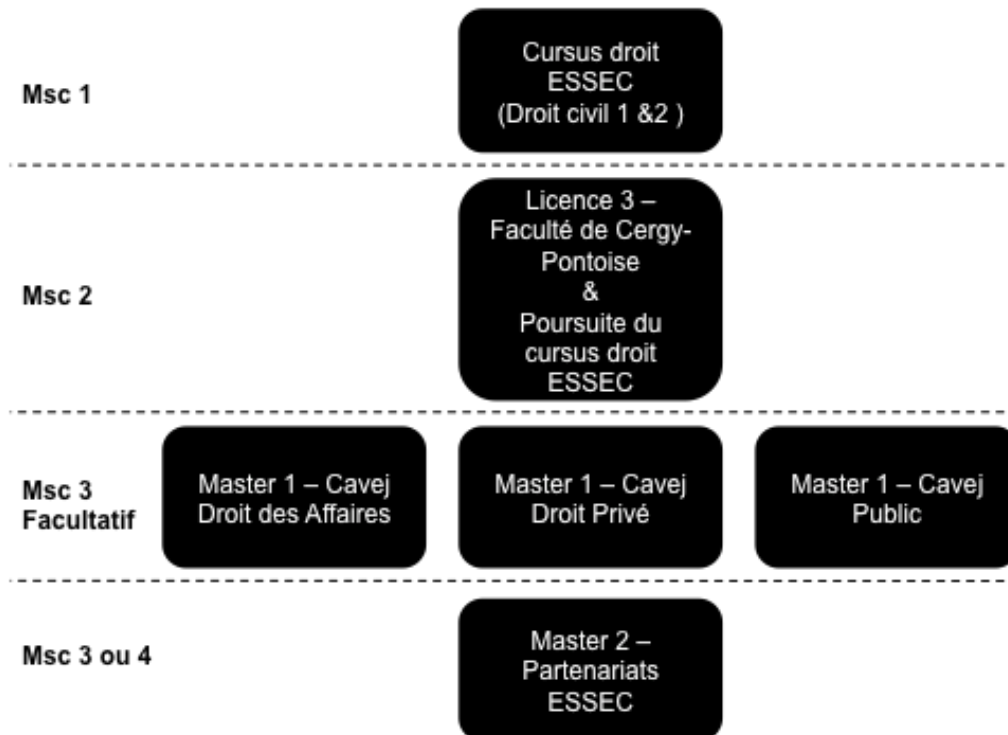 Msc 1
Cursus droit
ESSEC
(Droit civil 1 &2 )
Msc 2
Licence 3 –
Faculté de Cergy-
Pontoise
&
Poursuite du
cursus droit
ESSEC
Msc 3
Facultatif
Master 1 – Cavej
Droit des Affaires
Master 1 – Cavej
Droit Privé
Master 1 – Cavej
Public
Msc 3 ou 4
Master 2 –
Partenariats
ESSEC